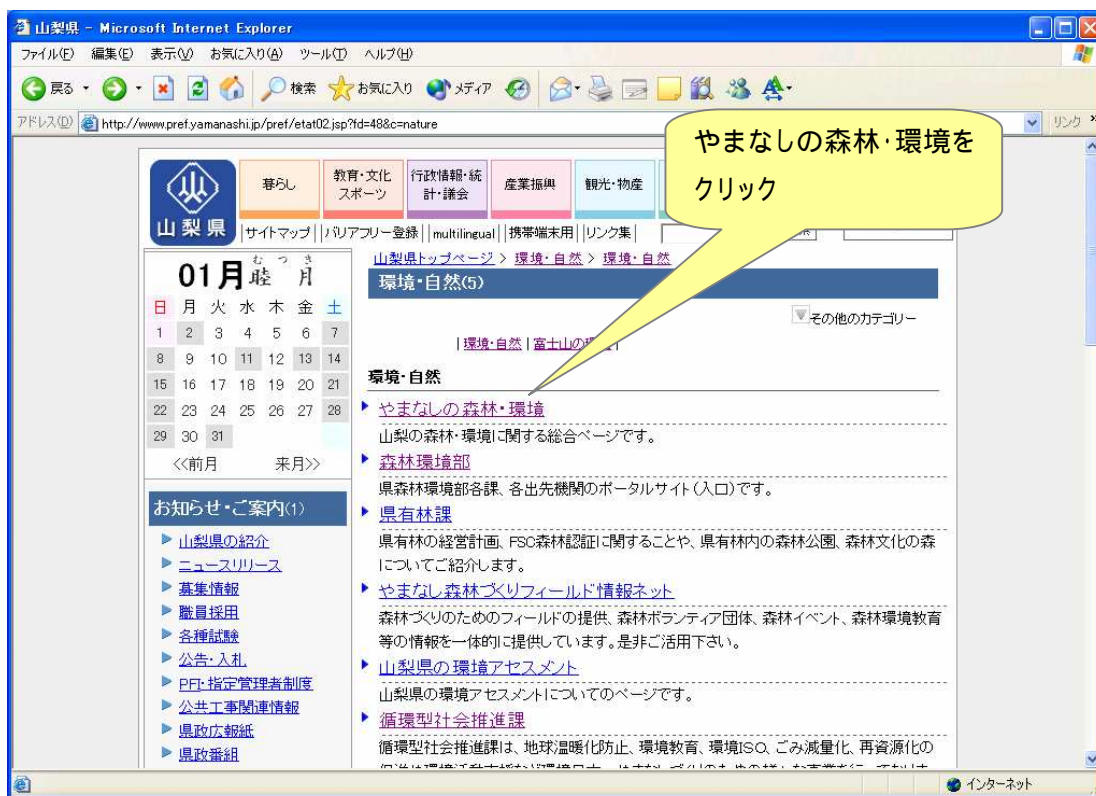 山梨県 - Microsoft Internet Explorer
ファイル(F) 編集(E) 表示(V) お気に入り(A) ツール(T) ヘルプ(H)
戻る 検索 お気に入り メディア
アドレス(D) http://www.pref.yamanashi.jp/pref/etat02.jsp?fd=48&c=nature リンク »
やまなしの森林・環境を
クリック
山梨県
暮らし
教育・文化
スポーツ
行政情報・統
計・議会
産業振興
観光・物産
|サイトマップ||バリアフリー登録||multilingual||携帯端末用||リンク集|
01月 睦月
むつき
日 月 火 水 木 金 土
1 2 3 4 5 6 7
8 9 10 11 12 13 14
15 16 17 18 19 20 21
22 23 24 25 26 27 28
29 30 31
<<前月 来月>>
お知らせ・ご案内(1)
山梨県の紹介
ニュースリリース
募集情報
職員採用
各種試験
公告・入札
PFI・指定管理者制度
公共工事関連情報
県政広報紙
県政番組
山梨県トップページ > 環境・自然 > 環境・自然
環境・自然(5)
その他のカテゴリー
|環境・自然|富士山の
環境・自然
やまなしの森林・環境
山梨の森林・環境に関する総合ページです。
森林環境部
県森林環境部各課、各出先機関のポータルサイト(入口)です。
県有林課
県有林の経営計画、FSC森林認証に関することや、県有林内の森林公園、森林文化の森
についてご紹介します。
やまなし森林づくりフィールド情報ネット
森林づくりのためのフィールドの提供、森林ボランティア団体、森林イベント、森林環境教育
等の情報を一体的に提供しています。是非ご活用下さい。
山梨県の環境アセスメント
山梨県の環境アセスメントについてのページです。
循環型社会推進課
循環型社会推進課は、地球温暖化防止、環境教育、環境ISO、ごみ減量化、再資源化の
インターネット